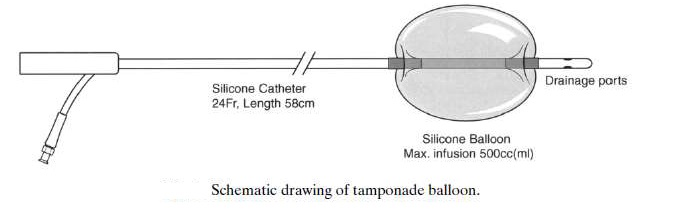 Silicone Catheter
24Fr, Length 58cm
Drainage ports
Silicone Balloon
Max. infusion 500cc(ml)
Schematic drawing of tamponade balloon.